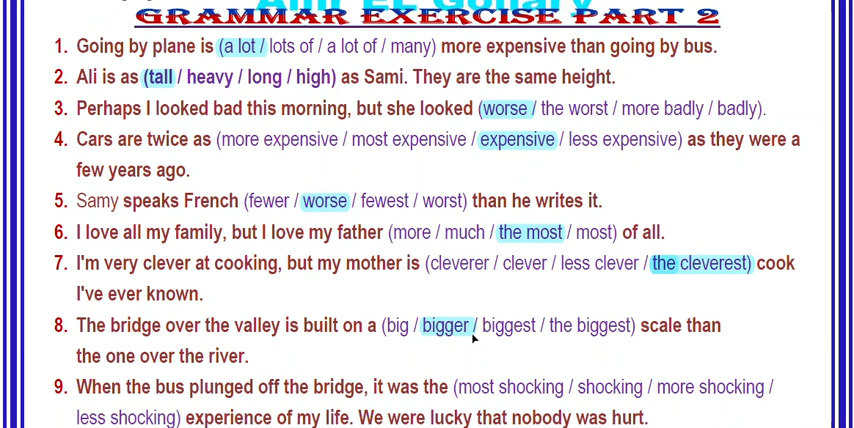 GRAMMAR EXERCISE PART 2
1. Going by plane is (a lot / lots of / a lot of / many) more expensive than going by bus.
2. Ali is as (tall / heavy / long / high) as Sami. They are the same height.
3. Perhaps I looked bad this morning, but she looked (worse / the worst / more badly / badly).
4. Cars are twice as (more expensive / most expensive / expensive / less expensive) as they were a
few years ago.
5. Samy speaks French (fewer / worse / fewest / worst) than he writes it.
6. I love all my family, but I love my father (more / much / the most / most) of all.
7. I'm very clever at cooking, but my mother is (cleverer / clever / less clever / the cleverest) cook
I've ever known.
8. The bridge over the valley is built on a (big / bigger / biggest / the biggest) scale than
the one over the river.
9. When the bus plunged off the bridge, it was the (most shocking / shocking / more shocking /
less shocking) experience of my life. We were lucky that nobody was hurt.